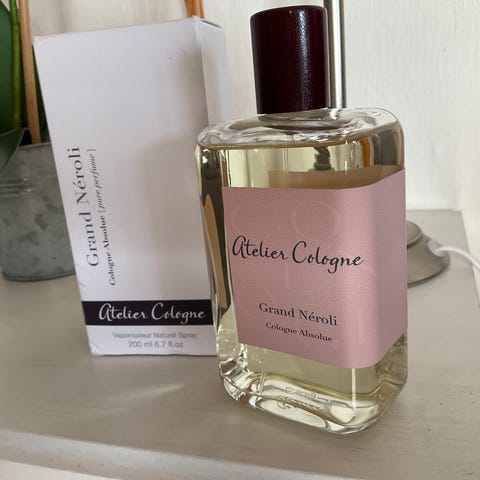 Grand Néroli
Cologne Absolue [pure perfume]
Atelier Cologne
Vaporisateur Natural Spray
200 ml 6.7 fl.oz
Atelier Cologne
Grand Néroli
Cologne Absolue